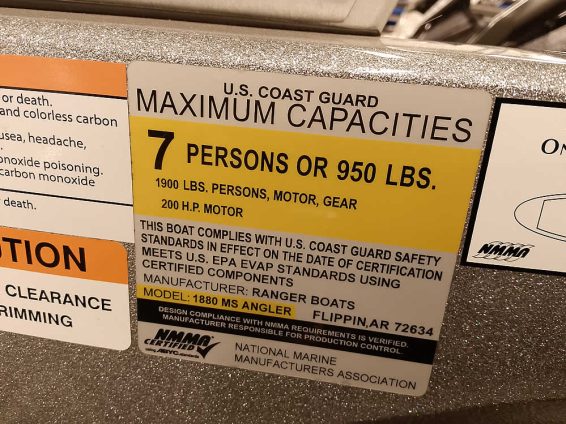 or death.
and colorless carbon
usea, headache,
onoxide poisoning.
carbon monoxide
death.
TION
CLEARANCE
RIMMING
U.S. COAST GUARD
MAXIMUM CAPACITIES
7 PERSONS OR 950 LBS.
1900 LBS. PERSONS, MOTOR, GEAR
200 H.P. MOTOR
THIS BOAT COMPLIES WITH U.S. COAST GUARD SAFETY
STANDARDS IN EFFECT ON THE DATE OF CERTIFICATION
MEETS U.S. EPA EVAP STANDARDS USING
CERTIFIED COMPONENTS
MANUFACTURER: RANGER BOATS
MODEL: 1880 MS ANGLER FLIPPIN,AR 72634
DESIGN COMPLIANCE WITH NMMA REQUIREMENTS IS VERIFIED.
MANUFACTURER RESPONSIBLE FOR PRODUCTION CONTROL.
NMMA
CERTIFIED
NATIONAL MARINE
MANUFACTURERS ASSOCIATION
ON
NMMA